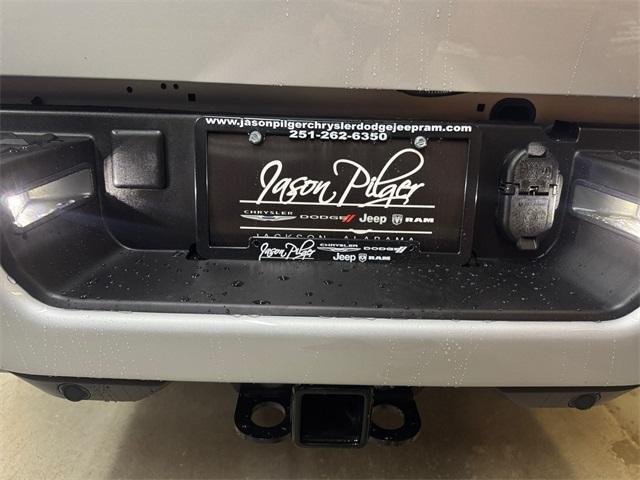 www.jasonpilgerchryslerdodgejeepram.com
251-262-6350
Jason Pilger
CHRYSLER DODGE Jeep RAM
JACKSON, ALABAMA
Jason Pilger CHRYSLER DODGE
Jeep RAM